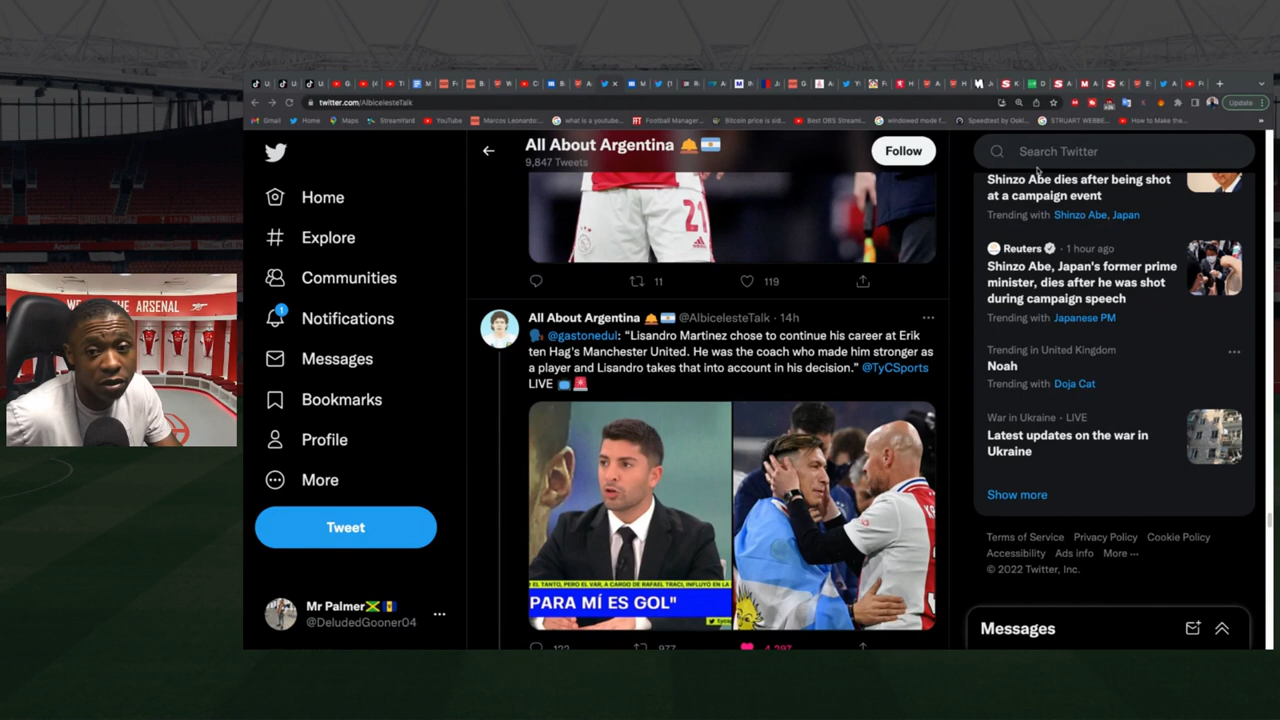 twitter.com/AlbicelesteTalk
Update
Gmail
Home
Maps
StreamYard
YouTube
Marcos Leonardo:...
what is a youtube...
Football Manager...
Bitcoin price is sid...
Best OBS Streami...
windowed mode f...
Speedtest by Ookl...
STRUART WEBBE...
How to Make the...
All About Argentina 🛎️🇦🇷
9,847 Tweets
Follow
Search Twitter
Home
Explore
Communities
1
Notifications
Messages
Bookmarks
Profile
More
Tweet
Mr Palmer🇯🇲🇧🇧
@DeludedGooner04
21
11
119
All About Argentina 🛎️🇦🇷 @AlbicelesteTalk · 14h
🗣️ @gastonedul: “Lisandro Martinez chose to continue his career at Erik
ten Hag's Manchester United. He was the coach who made him stronger as
a player and Lisandro takes that into account in his decision.” @TyCSports
LIVE 📺🚨
EL TANTO, PERO EL VAR, A CARGO DE RAFAEL TRACI, INFLUYÓ EN LA
PARA MÍ ES GOL"
122
977
4,297
Shinzo Abe dies after being shot
at a campaign event
Trending with Shinzo Abe, Japan
Reuters · 1 hour ago
Shinzo Abe, Japan's former prime
minister, dies after he was shot
during campaign speech
Trending with Japanese PM
Trending in United Kingdom
Noah
Trending with Doja Cat
War in Ukraine · LIVE
Latest updates on the war in
Ukraine
Show more
Terms of Service Privacy Policy Cookie Policy
Accessibility Ads info More ···
© 2022 Twitter, Inc.
Messages
THE ARSENAL
Arsenal